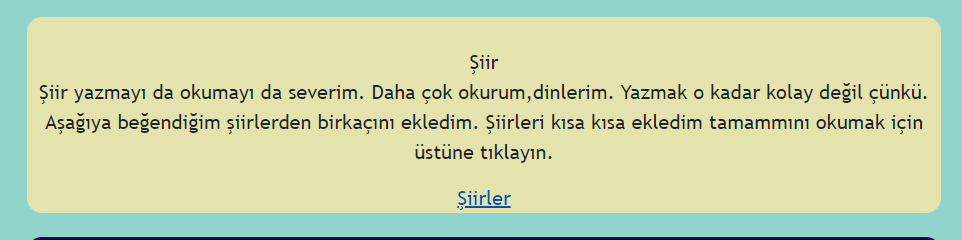 Şiir
Şiir yazmayı da okumayı da severim. Daha çok okurum,dinlerim. Yazmak o kadar kolay değil çünkü.
Aşağıya beğendiğim şiirlerden birkaçını ekledim. Şiirleri kısa kısa ekledim tamammını okumak için
üstüne tıklayın.
Şiirler